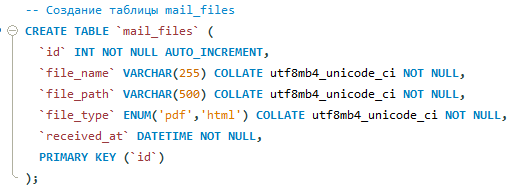 -- Создание таблицы mail_files
CREATE TABLE `mail_files` (
`id` INT NOT NULL AUTO_INCREMENT,
`file_name` VARCHAR(255) COLLATE utf8mb4_unicode_ci NOT NULL,
`file_path` VARCHAR(500) COLLATE utf8mb4_unicode_ci NOT NULL,
`file_type` ENUM('pdf','html') COLLATE utf8mb4_unicode_ci NOT NULL,
`received_at` DATETIME NOT NULL,
PRIMARY KEY (`id`)
);